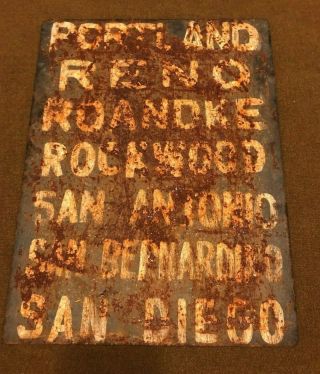 PORTLAND
RENO
ROANOKE
ROCKWOOD
SAN ANTONIO
SAN BERNARDINO
SAN DIEGO